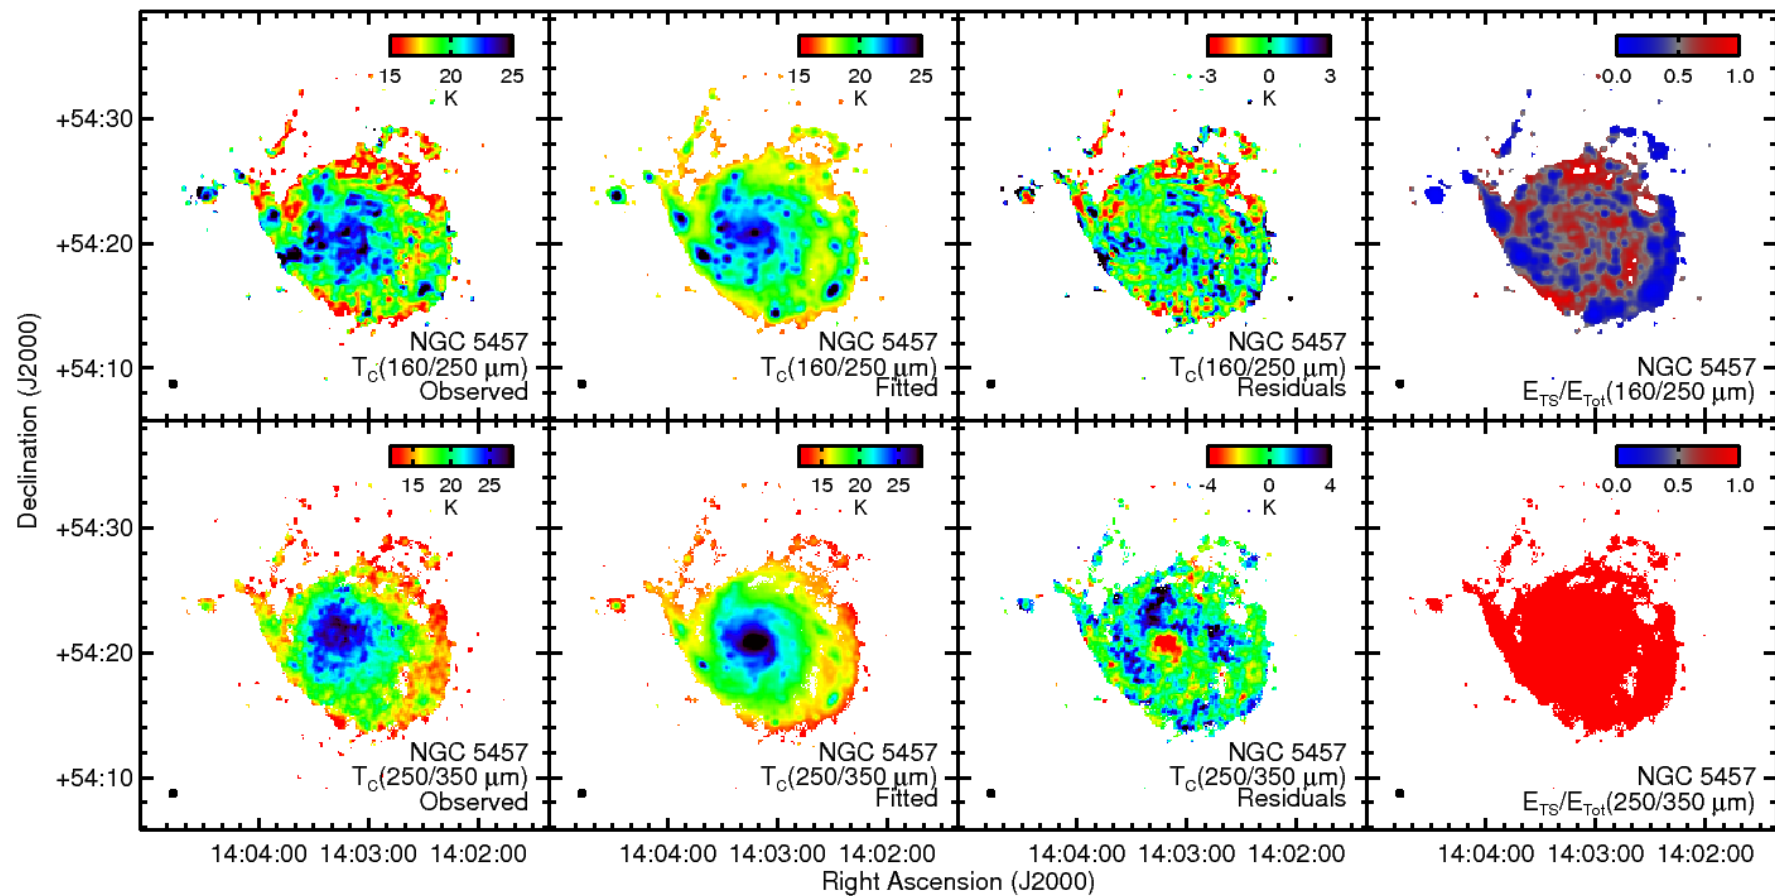 15 20 25
K
NGC 5457
T_C(160/250 μm)
Observed
15 20 25
K
NGC 5457
T_C(160/250 μm)
Fitted
-3 0 3
K
NGC 5457
T_C(160/250 μm)
Residuals
0.0 0.5 1.0
NGC 5457
E_TS/E_Tot(160/250 μm)
+54:30
+54:20
+54:10
15 20 25
K
NGC 5457
T_C(250/350 μm)
Observed
15 20 25
K
NGC 5457
T_C(250/350 μm)
Fitted
-4 0 4
K
NGC 5457
T_C(250/350 μm)
Residuals
0.0 0.5 1.0
NGC 5457
E_TS/E_Tot(250/350 μm)
+54:30
+54:20
+54:10
Declination (J2000)
14:04:00 14:03:00 14:02:00
14:04:00 14:03:00 14:02:00
14:04:00 14:03:00 14:02:00
14:04:00 14:03:00 14:02:00
Right Ascension (J2000)